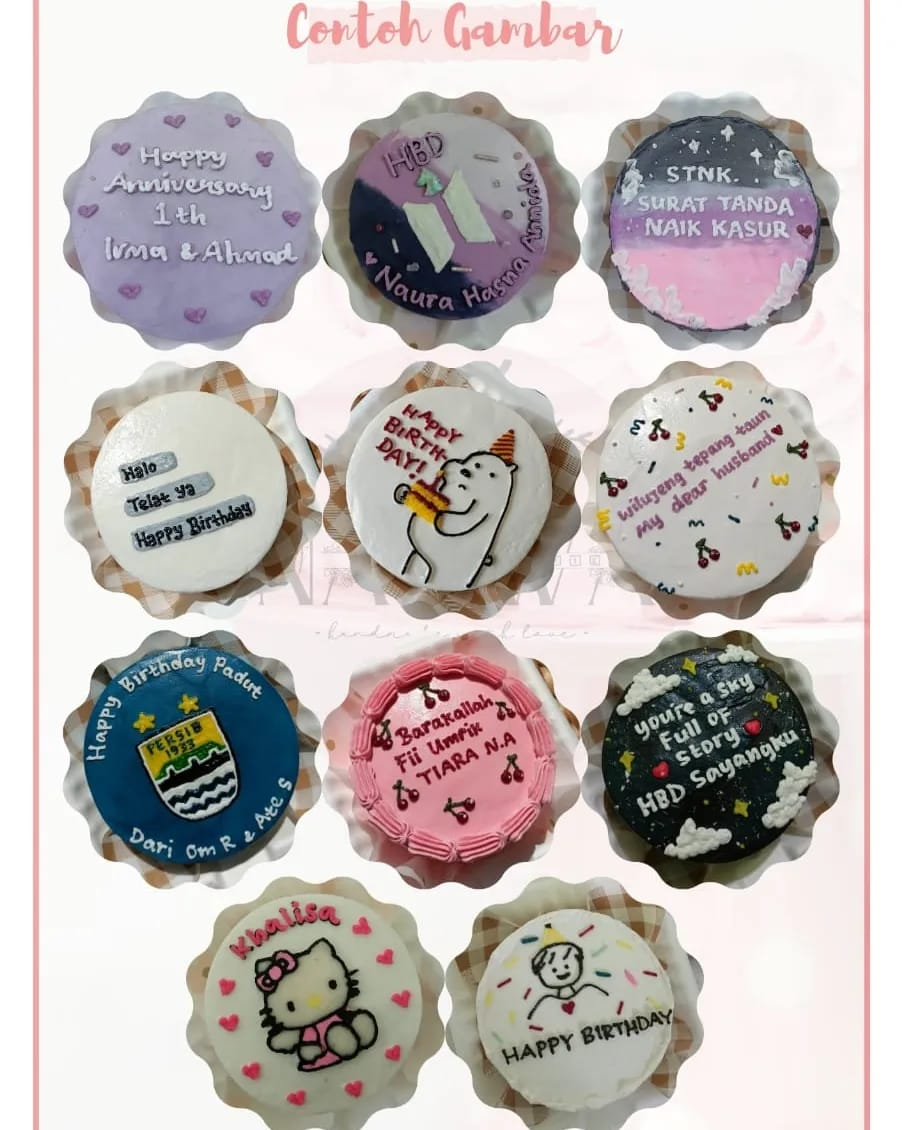 Contoh Gambar
Happy
Anniversary
1th
Irma & Ahmad
HBD
Naura Hasna Annida
STNK.
SURAT TANDA
NAIK KASUR
Halo
Telat ya
Happy Birthday
HAPPY
BIRTH-
DAY!
wilujeng tepang taun
my dear husband
Happy Birthday Padut
PERSIB
1933
Dari Om R & Ate S
Barakallah
Fii Umrik
TIARA N.A
you're a sky
Full of
Story
HBD Sayangku
Khalisa
HAPPY BIRTHDAY